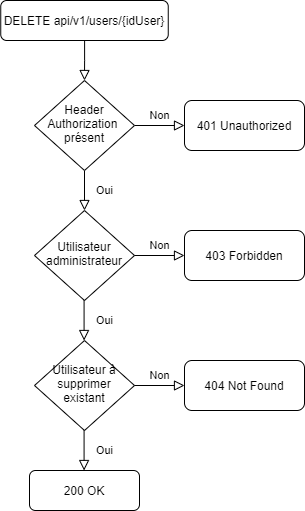 DELETE api/v1/users/{idUser}
Header
Authorization
présent
Non
401 Unauthorized
Oui
Utilisateur
administrateur
Non
403 Forbidden
Oui
Utilisateur à
supprimer
existant
Non
404 Not Found
Oui
200 OK